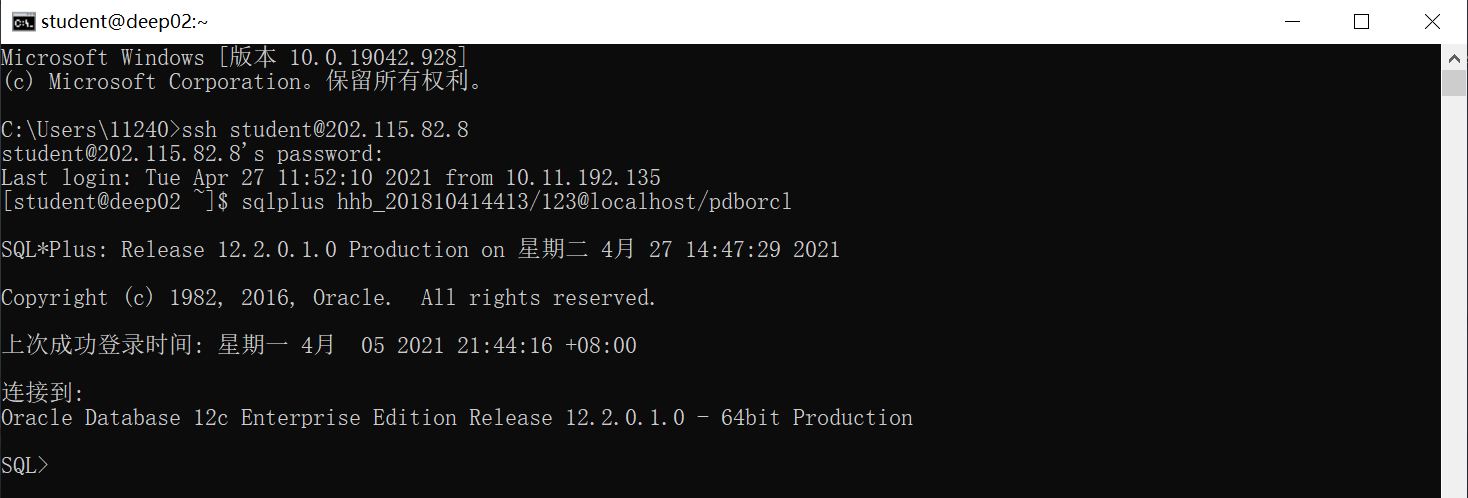 student@deep02:~
Microsoft Windows [版本 10.0.19042.928]
(c) Microsoft Corporation。保留所有权利。
C:\Users\11240>ssh student@202.115.82.8
student@202.115.82.8's password:
Last login: Tue Apr 27 11:52:10 2021 from 10.11.192.135
[student@deep02 ~]$ sqlplus hhb_201810414413/123@localhost/pdborcl
SQL*Plus: Release 12.2.0.1.0 Production on 星期二 4月 27 14:47:29 2021
Copyright (c) 1982, 2016, Oracle.  All rights reserved.
上次成功登录时间: 星期一 4月  05 2021 21:44:16 +08:00
连接到:
Oracle Database 12c Enterprise Edition Release 12.2.0.1.0 - 64bit Production
SQL>